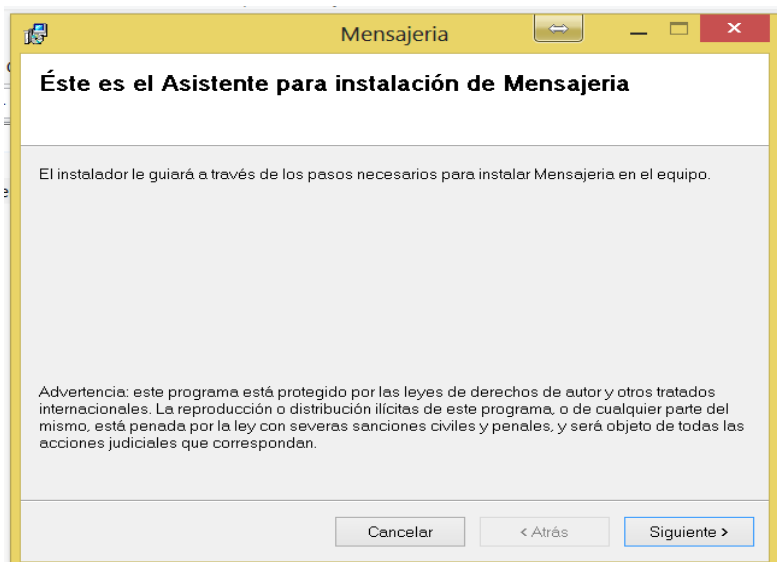 Mensajeria
Éste es el Asistente para instalación de Mensajeria
El instalador le guiará a través de los pasos necesarios para instalar Mensajeria en el equipo.
Advertencia: este programa está protegido por las leyes de derechos de autor y otros tratados
internacionales. La reproducción o distribución ilícitas de este programa, o de cualquier parte del
mismo, está penada por la ley con severas sanciones civiles y penales, y será objeto de todas las
acciones judiciales que correspondan.
Cancelar
< Atrás
Siguiente >